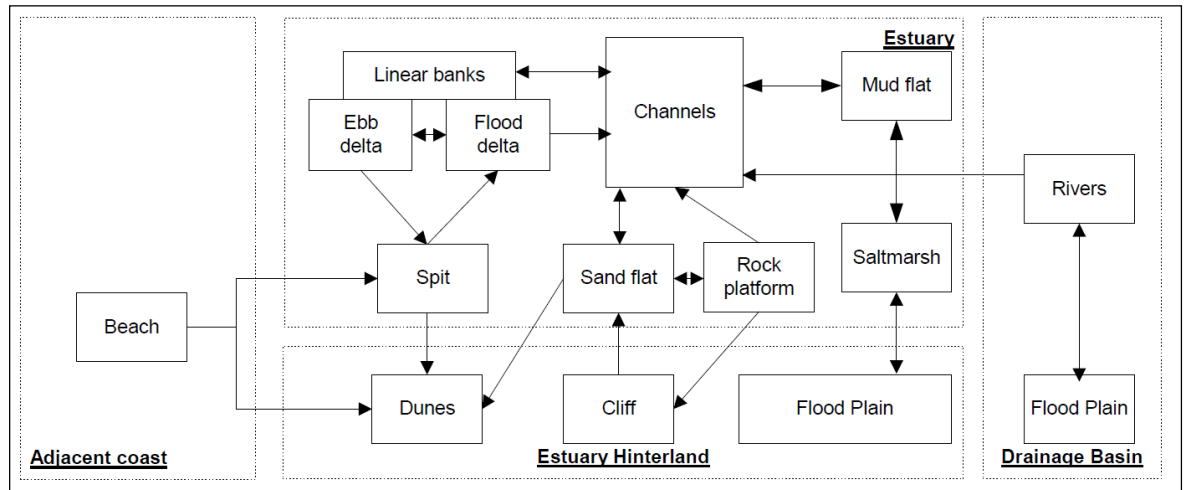 Estuary
Linear banks
Channels
Mud flat
Ebb
delta
Flood
delta
Rivers
Spit
Sand flat
Rock
platform
Saltmarsh
Beach
Dunes
Cliff
Flood Plain
Flood Plain
Adjacent coast
Estuary Hinterland
Drainage Basin